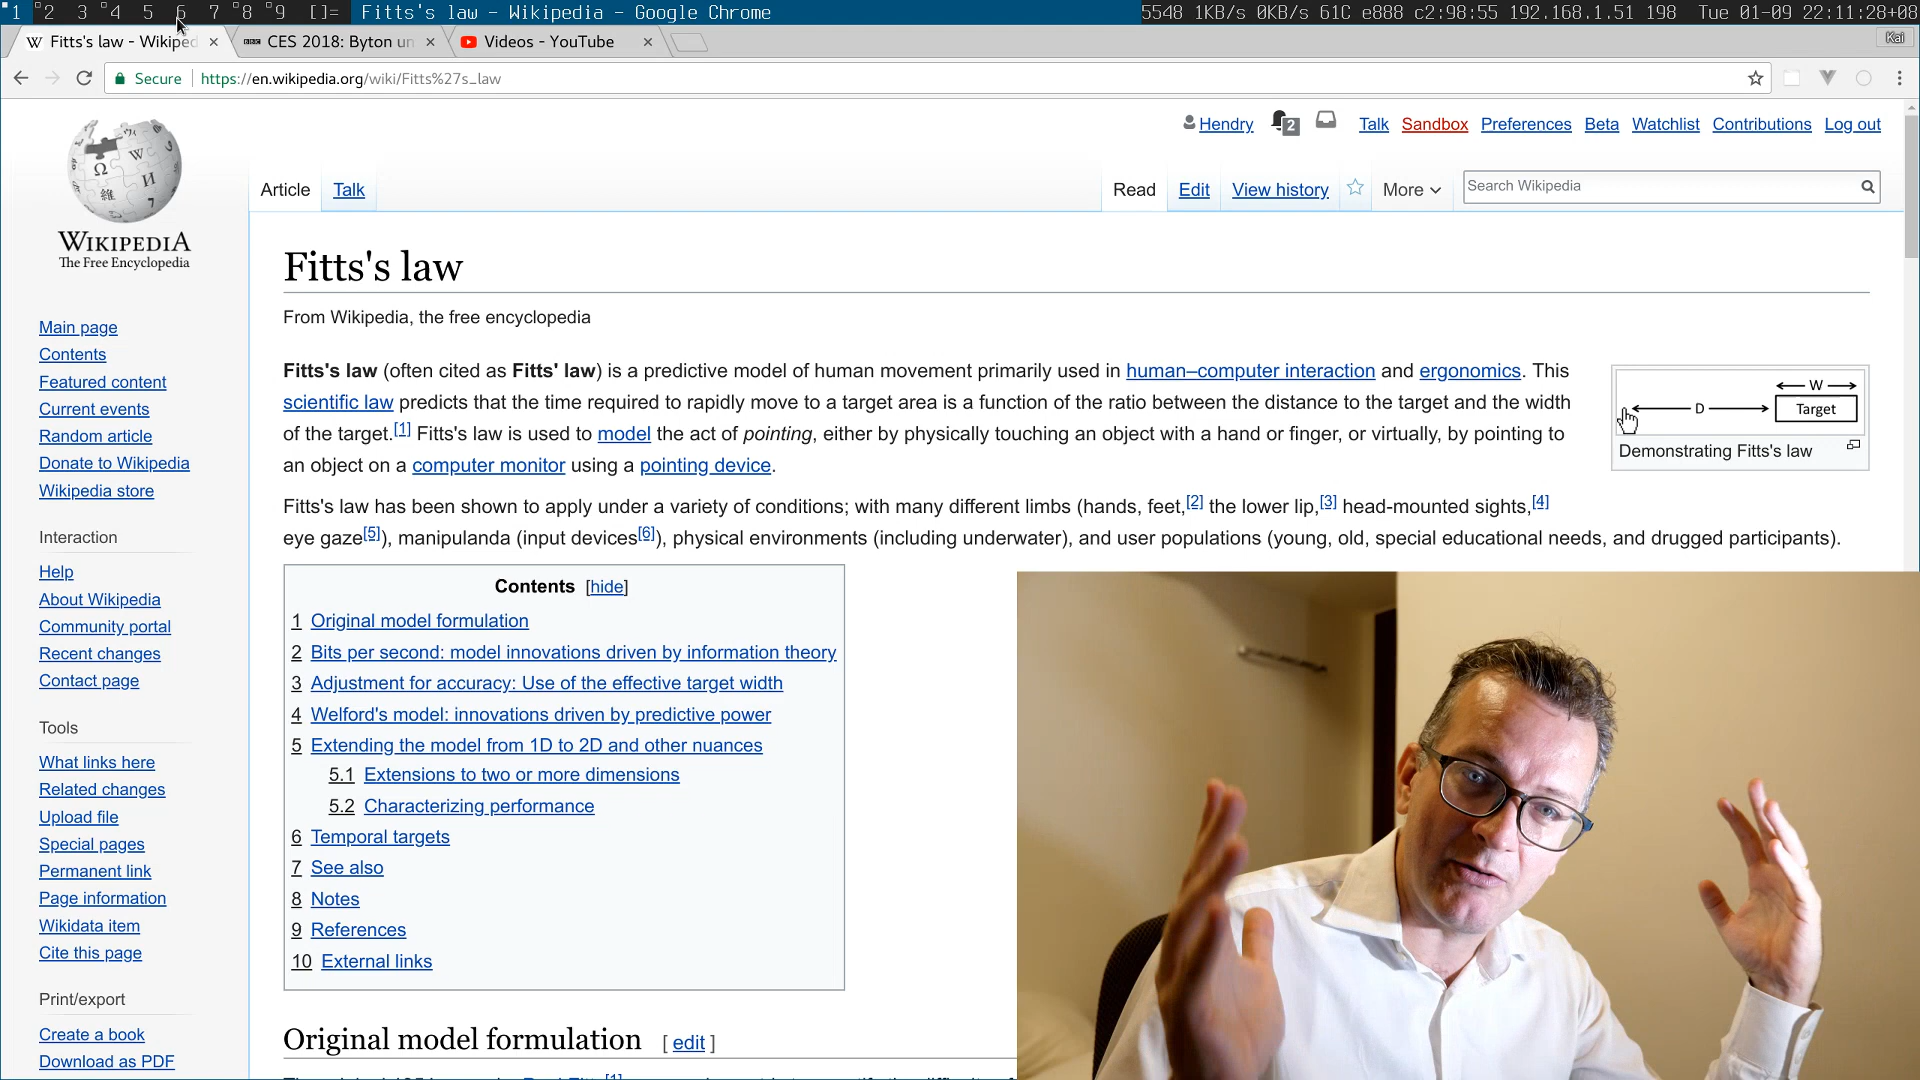 1 2 3 4 5 6 7 8 9 []= Fitts's law - Wikipedia - Google Chrome 5548 1KB/s 0KB/s 61C e888 c2:98:55 192.168.1.51 198 Tue 01-09 22:11:28+08
Fitts's law - Wikiped CES 2018: Byton un Videos - YouTube Kai
Secure https://en.wikipedia.org/wiki/Fitts%27s_law
Hendry 2 Talk Sandbox Preferences Beta Watchlist Contributions Log out
Article Talk Read Edit View history More Search Wikipedia
WIKIPEDIA
The Free Encyclopedia
Fitts's law
From Wikipedia, the free encyclopedia
Fitts's law (often cited as Fitts' law) is a predictive model of human movement primarily used in human–computer interaction and ergonomics. This
scientific law predicts that the time required to rapidly move to a target area is a function of the ratio between the distance to the target and the width
of the target.[1] Fitts's law is used to model the act of pointing, either by physically touching an object with a hand or finger, or virtually, by pointing to
an object on a computer monitor using a pointing device.
W
D Target
Demonstrating Fitts's law
Fitts's law has been shown to apply under a variety of conditions; with many different limbs (hands, feet,[2] the lower lip,[3] head-mounted sights,[4]
eye gaze[5]), manipulanda (input devices[6]), physical environments (including underwater), and user populations (young, old, special educational needs, and drugged participants).
Contents [hide]
1 Original model formulation
2 Bits per second: model innovations driven by information theory
3 Adjustment for accuracy: Use of the effective target width
4 Welford's model: innovations driven by predictive power
5 Extending the model from 1D to 2D and other nuances
5.1 Extensions to two or more dimensions
5.2 Characterizing performance
6 Temporal targets
7 See also
8 Notes
9 References
10 External links
Original model formulation [ edit ]
Main page
Contents
Featured content
Current events
Random article
Donate to Wikipedia
Wikipedia store
Interaction
Help
About Wikipedia
Community portal
Recent changes
Contact page
Tools
What links here
Related changes
Upload file
Special pages
Permanent link
Page information
Wikidata item
Cite this page
Print/export
Create a book
Download as PDF